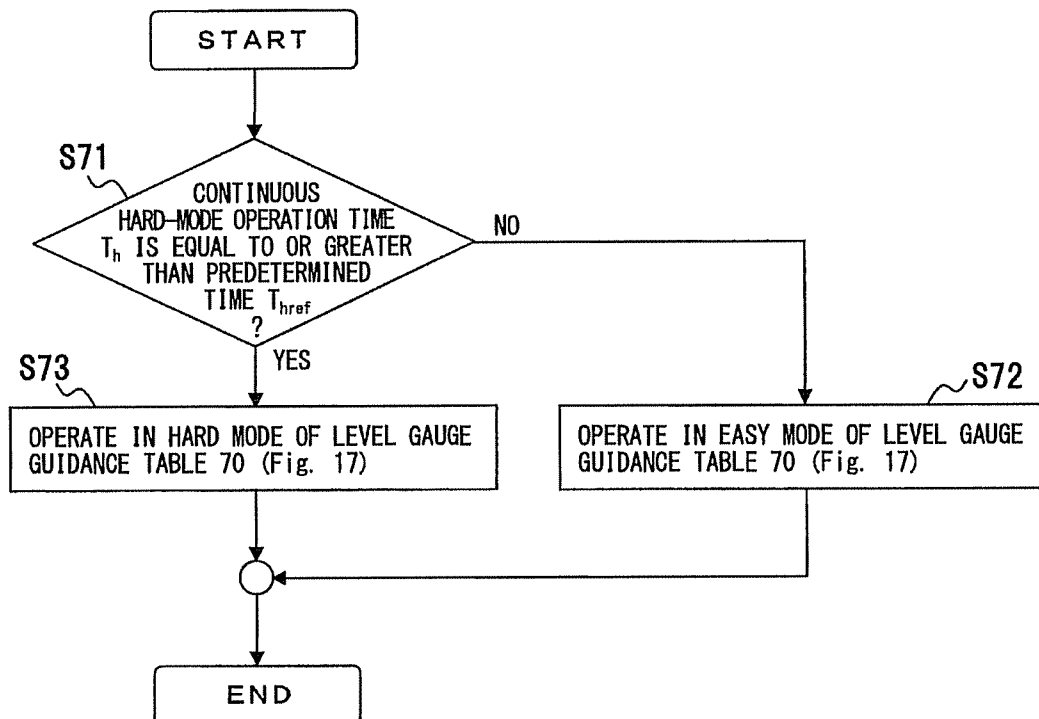 START
S71
CONTINUOUS
HARD-MODE OPERATION TIME
Th IS EQUAL TO OR GREATER
THAN PREDETERMINED
TIME Thref
?
NO
YES
S73
OPERATE IN HARD MODE OF LEVEL GAUGE
GUIDANCE TABLE 70 (Fig. 17)
S72
OPERATE IN EASY MODE OF LEVEL GAUGE
GUIDANCE TABLE 70 (Fig. 17)
END